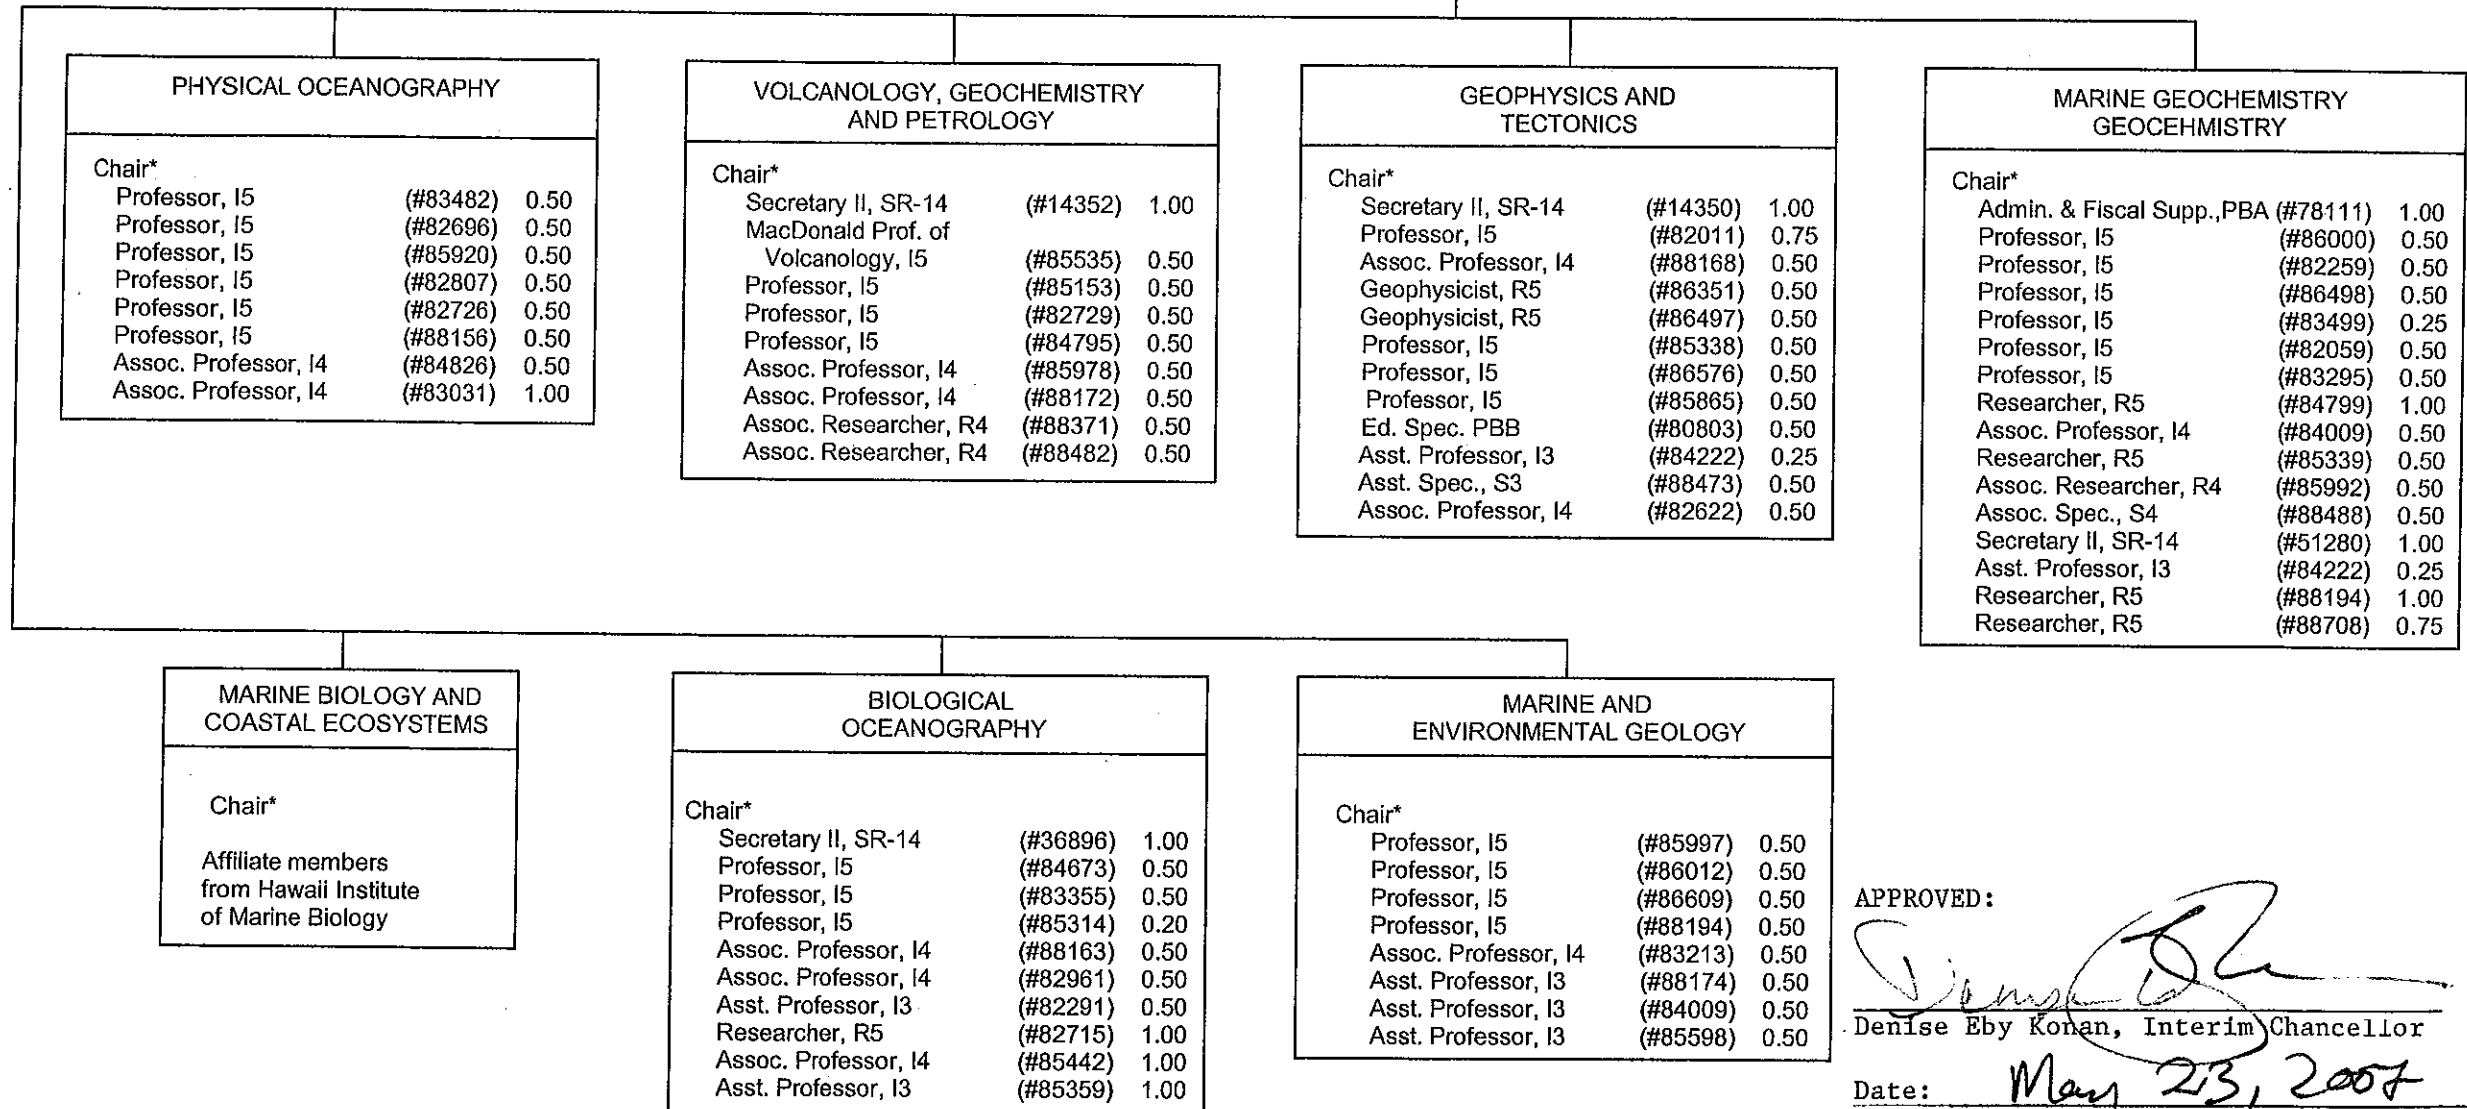 PHYSICAL OCEANOGRAPHY
Chair*
Professor, I5 (#83482) 0.50
Professor, I5 (#82696) 0.50
Professor, I5 (#85920) 0.50
Professor, I5 (#82807) 0.50
Professor, I5 (#82726) 0.50
Professor, I5 (#88156) 0.50
Assoc. Professor, I4 (#84826) 0.50
Assoc. Professor, I4 (#83031) 1.00
VOLCANOLOGY, GEOCHEMISTRY
AND PETROLOGY
Chair*
Secretary II, SR-14 (#14352) 1.00
MacDonald Prof. of
Volcanology, I5 (#85535) 0.50
Professor, I5 (#85153) 0.50
Professor, I5 (#82729) 0.50
Professor, I5 (#84795) 0.50
Assoc. Professor, I4 (#85978) 0.50
Assoc. Professor, I4 (#88172) 0.50
Assoc. Researcher, R4 (#88371) 0.50
Assoc. Researcher, R4 (#88482) 0.50
GEOPHYSICS AND
TECTONICS
Chair*
Secretary II, SR-14 (#14350) 1.00
Professor, I5 (#82011) 0.75
Assoc. Professor, I4 (#88168) 0.50
Geophysicist, R5 (#86351) 0.50
Geophysicist, R5 (#86497) 0.50
Professor, I5 (#85338) 0.50
Professor, I5 (#86576) 0.50
Professor, I5 (#85865) 0.50
Ed. Spec. PBB (#80803) 0.50
Asst. Professor, I3 (#84222) 0.25
Asst. Spec., S3 (#88473) 0.50
Assoc. Professor, I4 (#82622) 0.50
MARINE GEOCHEMISTRY
GEOCEHMISTRY
Chair*
Admin. & Fiscal Supp.,PBA (#78111) 1.00
Professor, I5 (#86000) 0.50
Professor, I5 (#82259) 0.50
Professor, I5 (#86498) 0.50
Professor, I5 (#83499) 0.25
Professor, I5 (#82059) 0.50
Professor, I5 (#83295) 0.50
Researcher, R5 (#84799) 1.00
Assoc. Professor, I4 (#84009) 0.50
Researcher, R5 (#85339) 0.50
Assoc. Researcher, R4 (#85992) 0.50
Assoc. Spec., S4 (#88488) 0.50
Secretary II, SR-14 (#51280) 1.00
Asst. Professor, I3 (#84222) 0.25
Researcher, R5 (#88194) 1.00
Researcher, R5 (#88708) 0.75
MARINE BIOLOGY AND
COASTAL ECOSYSTEMS
Chair*
Affiliate members
from Hawaii Institute
of Marine Biology
BIOLOGICAL
OCEANOGRAPHY
Chair*
Secretary II, SR-14 (#36896) 1.00
Professor, I5 (#84673) 0.50
Professor, I5 (#83355) 0.50
Professor, I5 (#85314) 0.20
Assoc. Professor, I4 (#88163) 0.50
Assoc. Professor, I4 (#82961) 0.50
Asst. Professor, I3 (#82291) 0.50
Researcher, R5 (#82715) 1.00
Assoc. Professor, I4 (#85442) 1.00
Asst. Professor, I3 (#85359) 1.00
MARINE AND
ENVIRONMENTAL GEOLOGY
Chair*
Professor, I5 (#85997) 0.50
Professor, I5 (#86012) 0.50
Professor, I5 (#86609) 0.50
Professor, I5 (#88194) 0.50
Assoc. Professor, I4 (#83213) 0.50
Asst. Professor, I3 (#88174) 0.50
Asst. Professor, I3 (#84009) 0.50
Asst. Professor, I3 (#85598) 0.50
APPROVED:
Denise Eby Konan, Interim Chancellor
Date: May 23, 2007